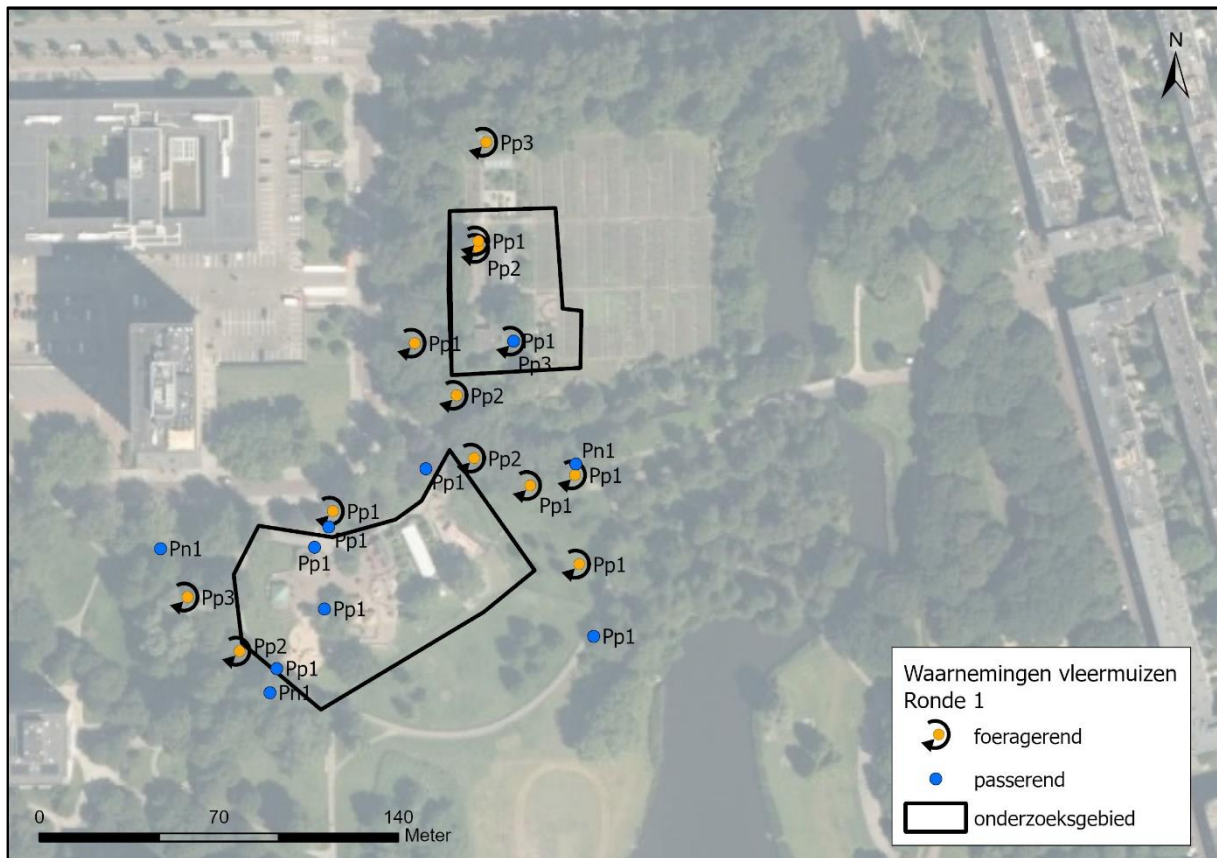 N
Pp3
Pp1
Pp2
Pp1
Pp1
Pp3
Pp2
Pp2
Pn1
Pp1
Pp1
Pp1
Pp1
Pp1
Pp1
Pn1
Pp1
Pp3
Pp1
Pp1
Pp2
Pp1
Pn1
Waarnemingen vleermuizen
Ronde 1
foeragerend
passerend
onderzoeksgebied
0 70 140
Meter